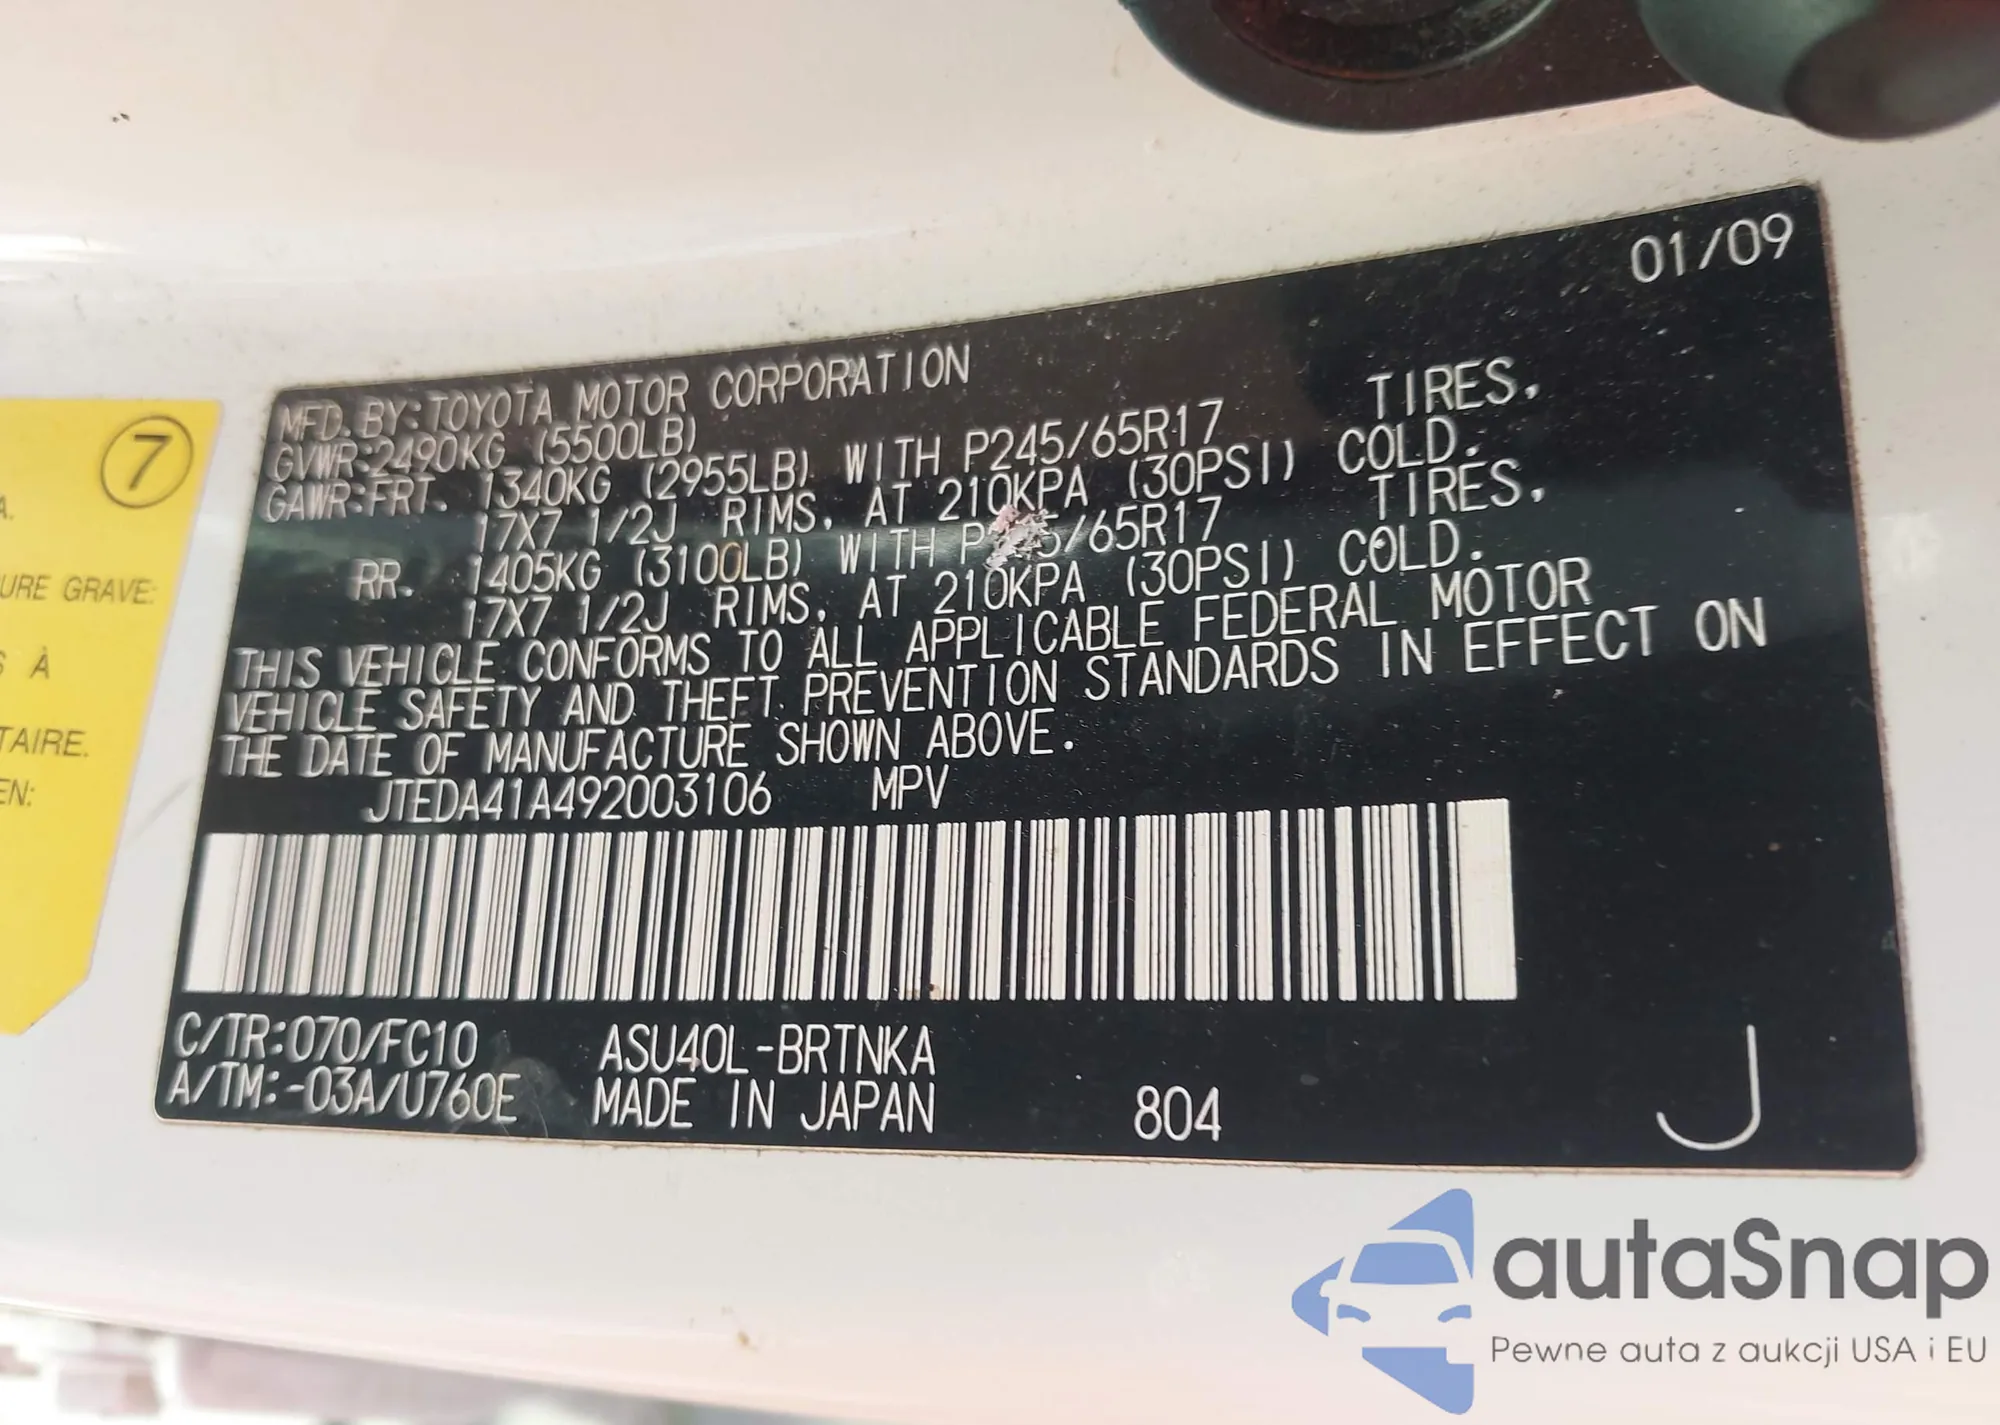 01/09
MFD. BY: TOYOTA MOTOR CORPORATION
GVWR: 2490KG (5500LB)
GAWR: FRT. 1340KG (2955LB) WITH P245/65R17 TIRES,
17X7 1/2J RIMS, AT 210KPA (30PSI) COLD.
RR. 1405KG (3100LB) WITH /65R17 TIRES,
17X7 1/2J RIMS, AT 210KPA (30PSI) COLD.
THIS VEHICLE CONFORMS TO ALL APPLICABLE FEDERAL MOTOR
VEHICLE SAFETY AND THEFT PREVENTION STANDARDS IN EFFECT ON
THE DATE OF MANUFACTURE SHOWN ABOVE.
JTEDA41A492003106 MPV
C/TR: 070/FC10 ASU40L-BRTNKA
A/TM: -03A/U760E MADE IN JAPAN 804 J
7
A.
URE GRAVE:
S À
TAIRE.
EN:
autaSnap
Pewne auta z aukcji USA i EU